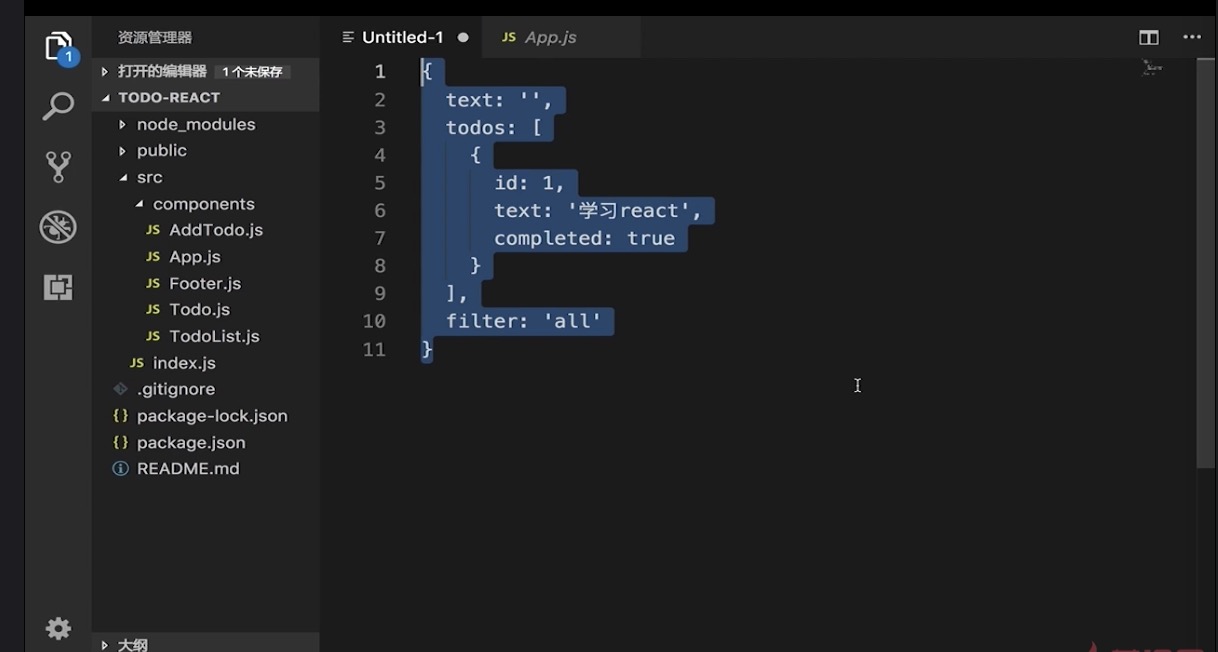 资源管理器
1
打开的编辑器 1个未保存
TODO-REACT
node_modules
public
src
components
JS AddTodo.js
JS App.js
JS Footer.js
JS Todo.js
JS TodoList.js
JS index.js
.gitignore
{} package-lock.json
{} package.json
README.md
大纲
Untitled-1
JS App.js
1 {
2 text: '',
3 todos: [
4 {
5 id: 1,
6 text: '学习react',
7 completed: true
8 }
9 ],
10 filter: 'all'
11 }